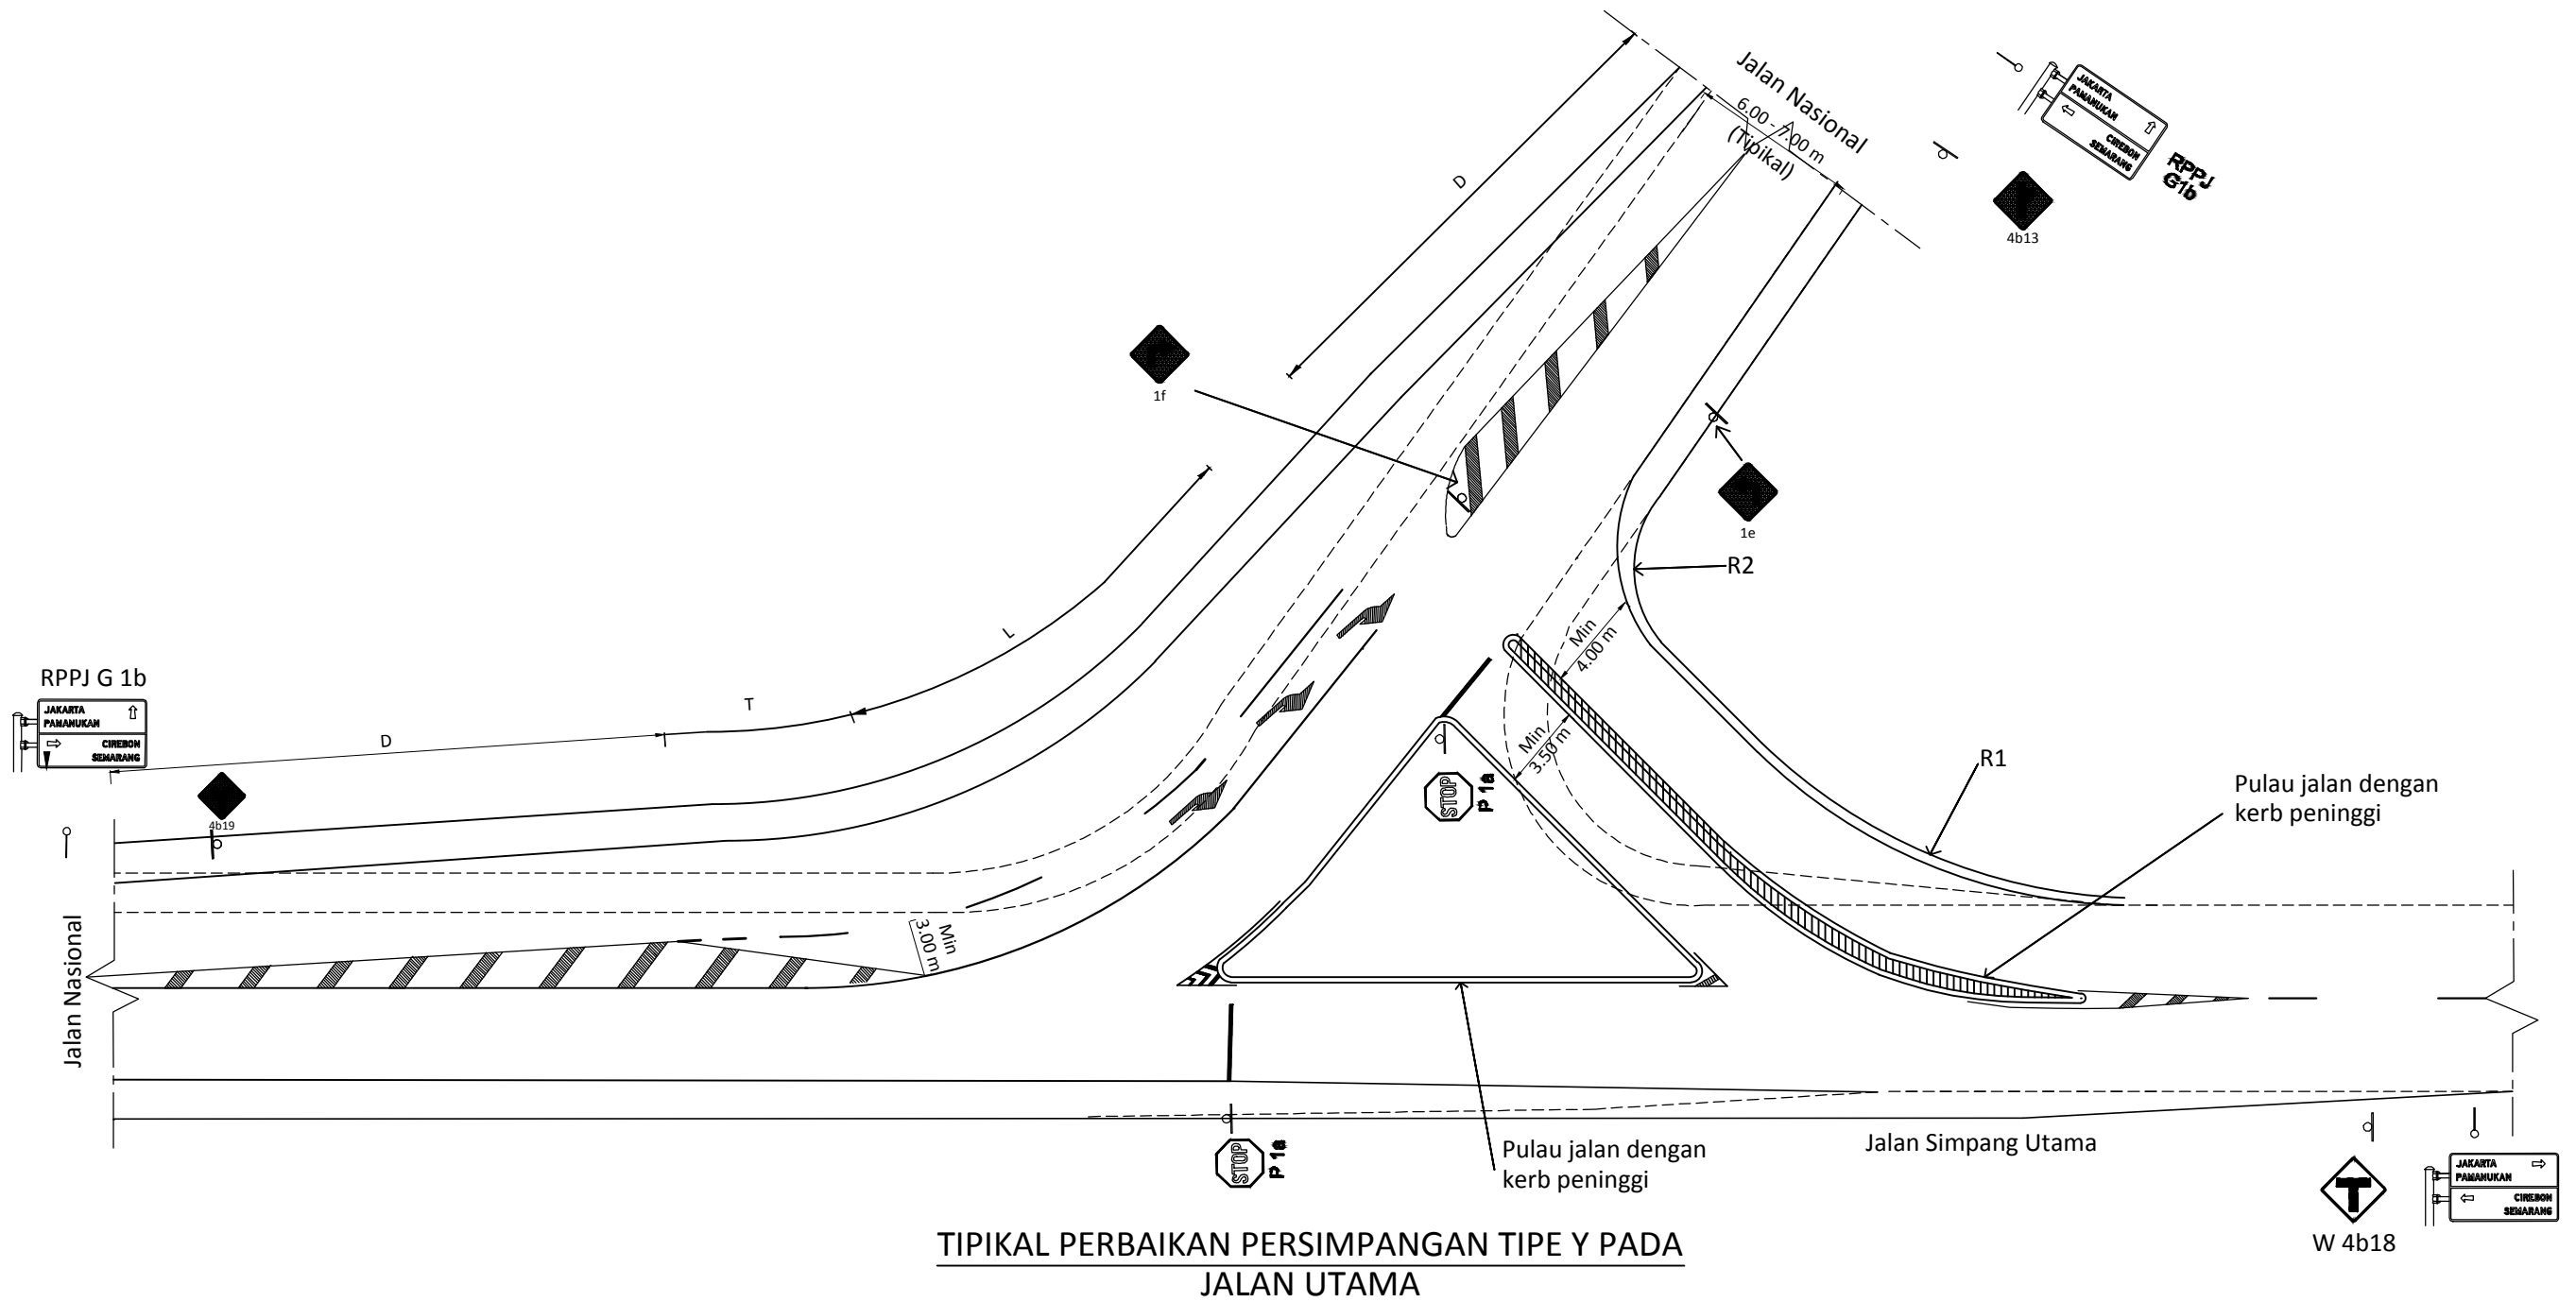 Jalan Nasional
6.00 - 7.00 m
(Tipikal)
JAKARTA
PAMANUKAN
CIREBON
SEMARANG
RPPJ
G1b
4b13
D
1f
1e
R2
L
Min
4.00 m
RPPJ G 1b
JAKARTA
PAMANUKAN
CIREBON
SEMARANG
T
D
Min
3.50 m
R1
STOP
P 1a
Pulau jalan dengan
kerb peninggi
4b19
Jalan Nasional
Min
3.00 m
STOP
P 1a
Pulau jalan dengan
kerb peninggi
Jalan Simpang Utama
JAKARTA
PAMANUKAN
CIREBON
SEMARANG
T
W 4b18
TIPIKAL PERBAIKAN PERSIMPANGAN TIPE Y PADA
JALAN UTAMA